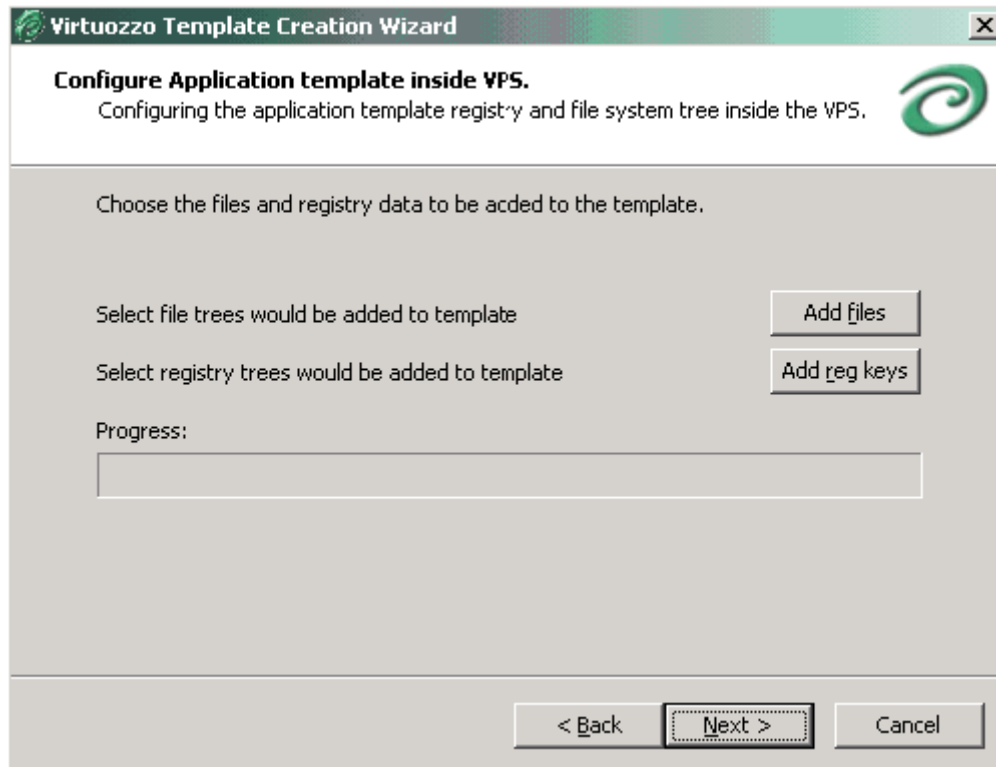 Virtuozzo Template Creation Wizard
Configure Application template inside VPS.
Configuring the application template registry and file system tree inside the VPS.
Choose the files and registry data to be added to the template.
Select file trees would be added to template
Add files
Select registry trees would be added to template
Add reg keys
Progress:
< Back
Next >
Cancel